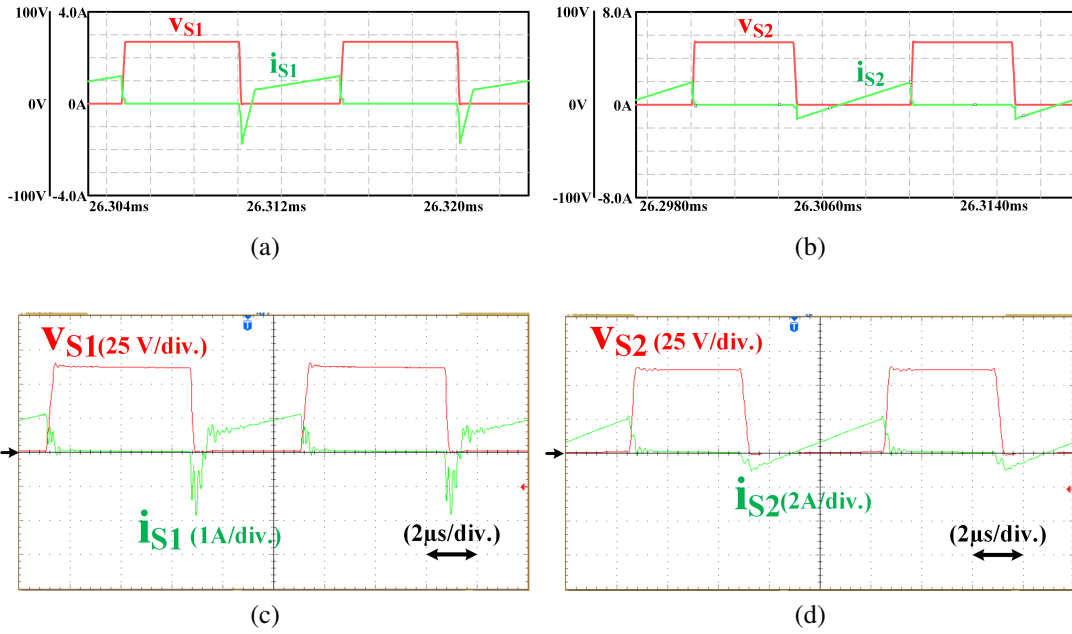 100V 4.0A
vS1
iS1
0V 0A
-100V -4.0A
26.304ms 26.312ms 26.320ms
(a)
100V 8.0A
vS2
iS2
0V 0A
-100V -8.0A
26.2980ms 26.3060ms 26.3140ms
(b)
T
vS1 (25 V/div.)
iS1 (1A/div.)
(2μs/div.)
(c)
T
vS2 (25 V/div.)
iS2 (2A/div.)
(2μs/div.)
(d)